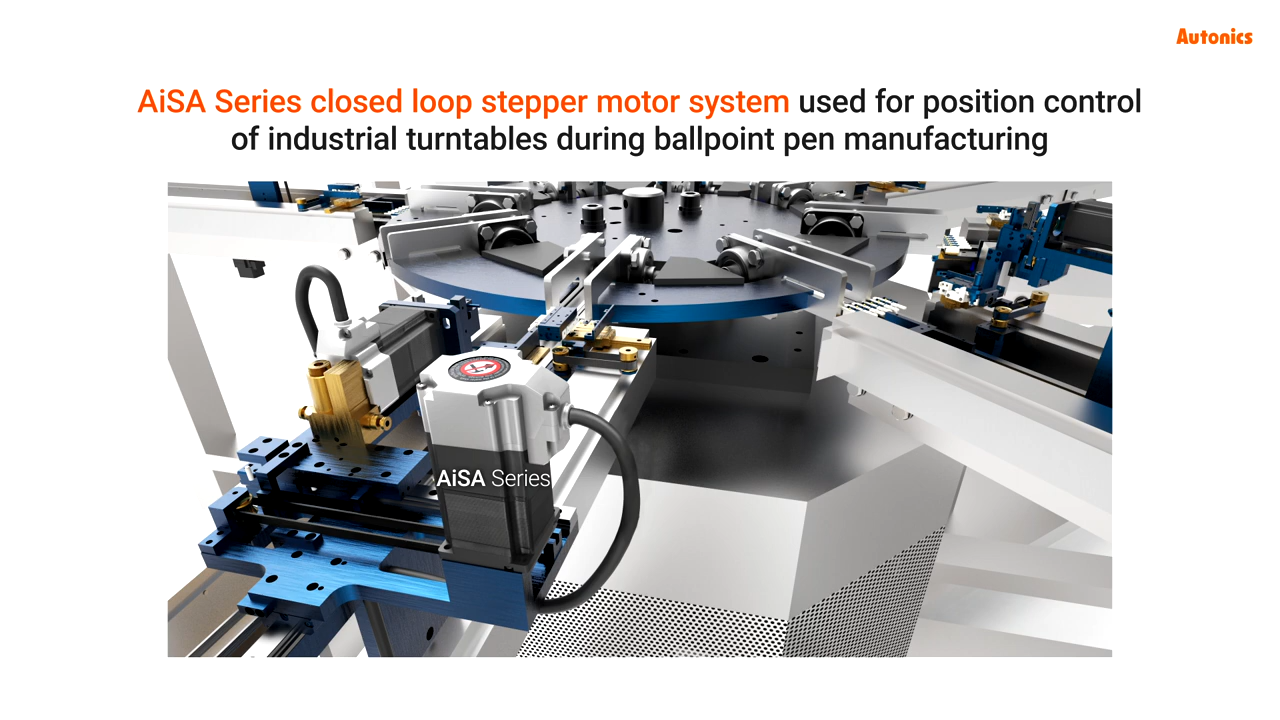 Autonics
AiSA Series closed loop stepper motor system used for position control
of industrial turntables during ballpoint pen manufacturing
AiSA Series